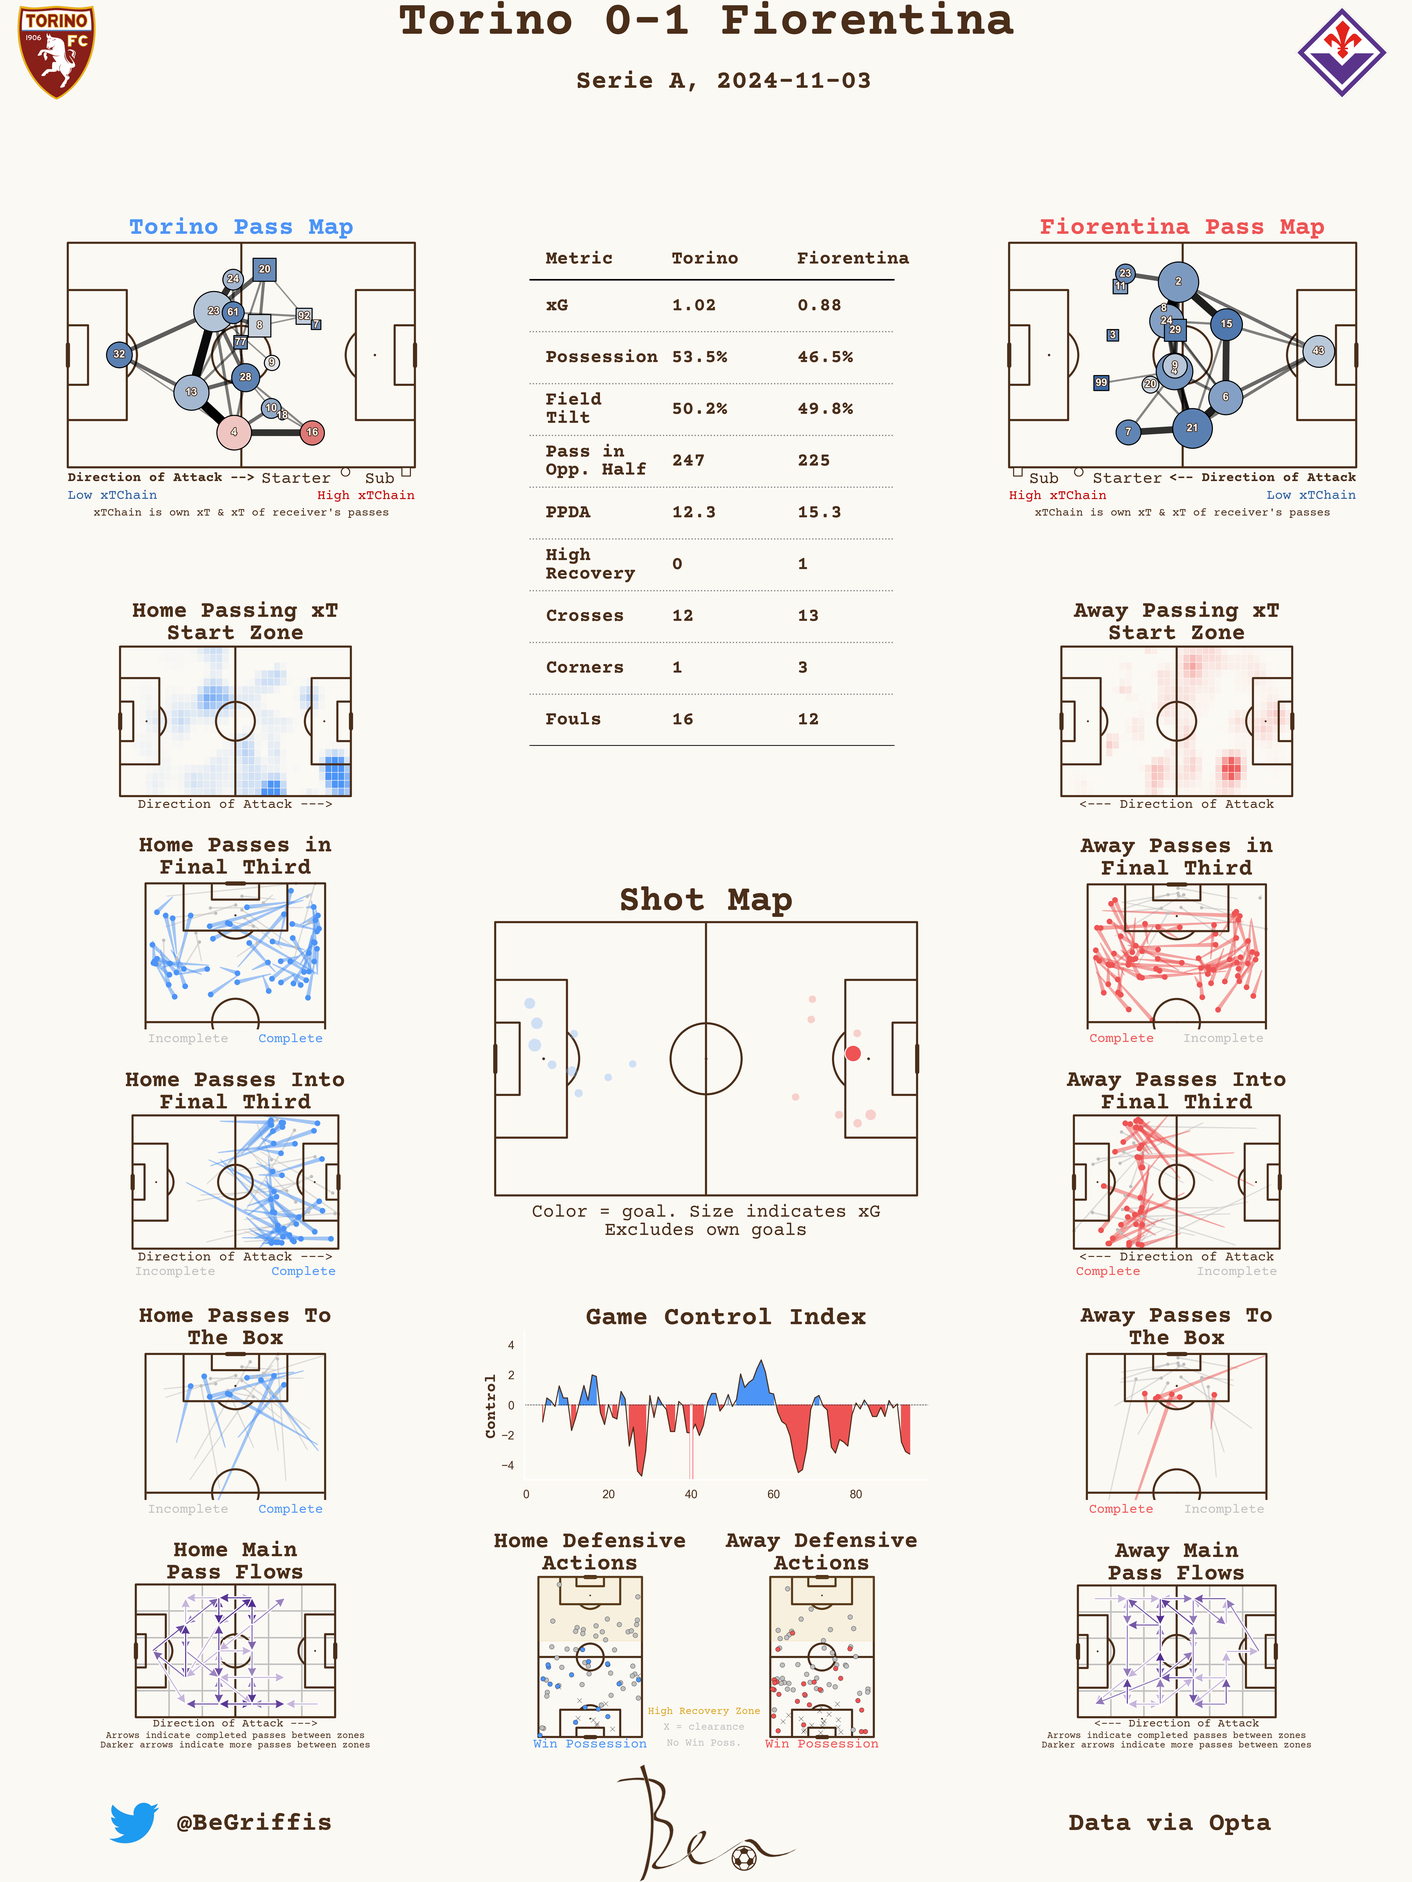 Torino 0-1 Fiorentina
Serie A, 2024-11-03
TORINO
1906 FC
Torino Pass Map
24 20
23 61 8 92 7
77
32 9
28
13
10 18
4 16
Direction of Attack --> Starter Sub
Low xTChain High xTChain
xTChain is own xT & xT of receiver's passes
Metric Torino Fiorentina
xG 1.02 0.88
Possession 53.5% 46.5%
Field
Tilt 50.2% 49.8%
Pass in
Opp. Half 247 225
PPDA 12.3 15.3
High
Recovery 0 1
Crosses 12 13
Corners 1 3
Fouls 16 12
Fiorentina Pass Map
23 2
11
8
24 15
29
3
43
9
4
99 20
6
7 21
Sub Starter <-- Direction of Attack
High xTChain Low xTChain
xTChain is own xT & xT of receiver's passes
Home Passing xT
Start Zone
Direction of Attack --->
Away Passing xT
Start Zone
<--- Direction of Attack
Home Passes in
Final Third
Incomplete Complete
Away Passes in
Final Third
Complete Incomplete
Shot Map
Color = goal. Size indicates xG
Excludes own goals
Home Passes Into
Final Third
Direction of Attack --->
Incomplete Complete
Away Passes Into
Final Third
<--- Direction of Attack
Complete Incomplete
Home Passes To
The Box
Incomplete Complete
Game Control Index
Control
4
2
0
−2
−4
0 20 40 60 80
Away Passes To
The Box
Complete Incomplete
Home Main
Pass Flows
Direction of Attack --->
Arrows indicate completed passes between zones
Darker arrows indicate more passes between zones
Home Defensive
Actions
Win Possession
High Recovery Zone
X = clearance
No Win Poss.
Away Defensive
Actions
Win Possession
Away Main
Pass Flows
<--- Direction of Attack
Arrows indicate completed passes between zones
Darker arrows indicate more passes between zones
@BeGriffis
Ben
Data via Opta